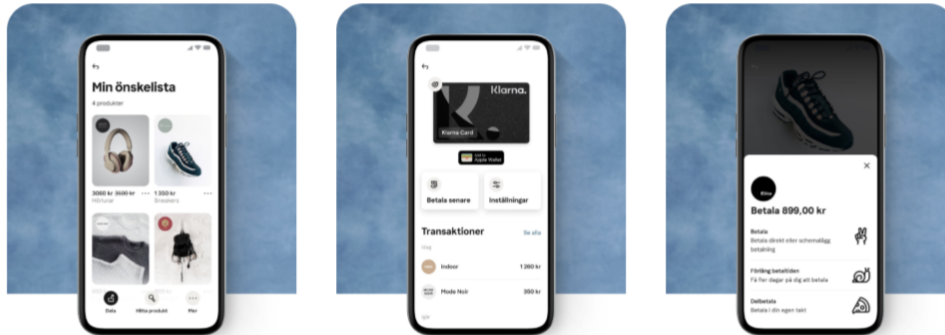 Min önskelista
4 produkter
3000 kr 3600 kr
Hörlurar
1 350 kr
Sneakers
Dela
Hitta produkt
Mer
Klarna.
Klarna Card
Apple Wallet
Betala senare
Inställningar
Transaktioner
Se alla
Idag
Indoor
1 260 kr
Mode Noir
350 kr
Igår
Betala 899,00 kr
Betala
Betala direkt eller schemalägg
betalning
Förläng betaltiden
Få fler dagar på dig att betala
Delbetala
Betala i din egen takt